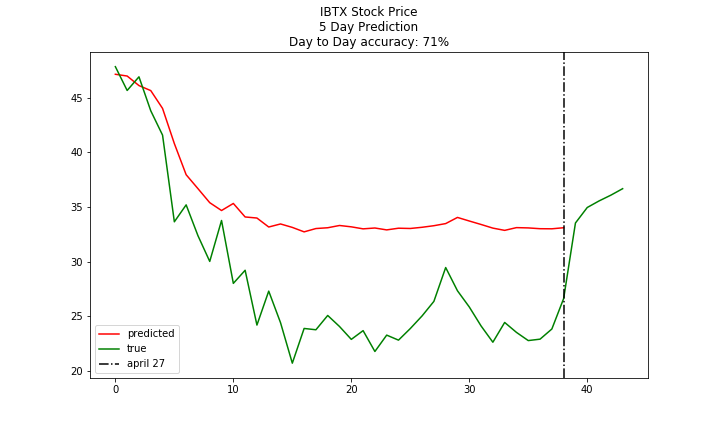 IBTX Stock Price
5 Day Prediction
Day to Day accuracy: 71%
45
40
35
30
25
20
predicted
true
april 27
0 10 20 30 40